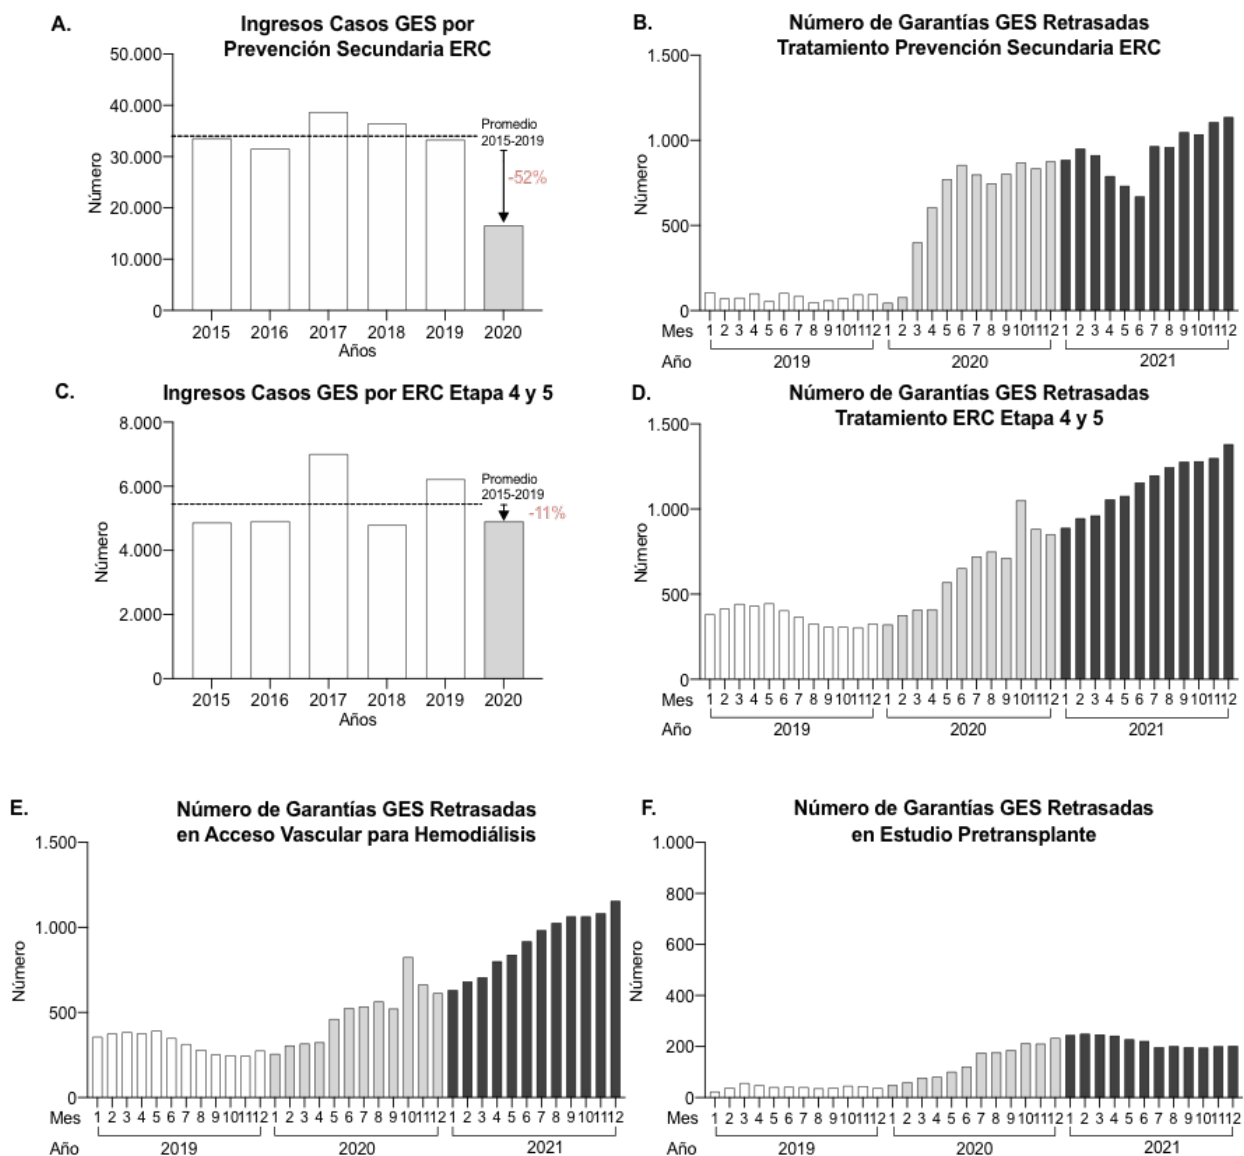 A.
Ingresos Casos GES por
Prevención Secundaria ERC
50.000
40.000
30.000
20.000
10.000
0
Número
Promedio
2015-2019
-52%
2015 2016 2017 2018 2019 2020
Años
B.
Número de Garantías GES Retrasadas
Tratamiento Prevención Secundaria ERC
1.500
1.000
500
0
Número
Mes 1 2 3 4 5 6 7 8 9 10 11 12 1 2 3 4 5 6 7 8 9 10 11 12 1 2 3 4 5 6 7 8 9 10 11 12
Año 2019 2020 2021
C.
Ingresos Casos GES por ERC Etapa 4 y 5
8.000
6.000
4.000
2.000
0
Número
Promedio
2015-2019
-11%
2015 2016 2017 2018 2019 2020
Años
D.
Número de Garantías GES Retrasadas
Tratamiento ERC Etapa 4 y 5
1.500
1.000
500
0
Número
Mes 1 2 3 4 5 6 7 8 9 10 11 12 1 2 3 4 5 6 7 8 9 10 11 12 1 2 3 4 5 6 7 8 9 10 11 12
Año 2019 2020 2021
E.
Número de Garantías GES Retrasadas
en Acceso Vascular para Hemodiálisis
1.500
1.000
500
0
Número
Mes 1 2 3 4 5 6 7 8 9 10 11 12 1 2 3 4 5 6 7 8 9 10 11 12 1 2 3 4 5 6 7 8 9 10 11 12
Año 2019 2020 2021
F.
Número de Garantías GES Retrasadas
en Estudio Pretransplante
1.000
800
600
400
200
0
Número
Mes 1 2 3 4 5 6 7 8 9 10 11 12 1 2 3 4 5 6 7 8 9 10 11 12 1 2 3 4 5 6 7 8 9 10 11 12
Año 2019 2020 2021